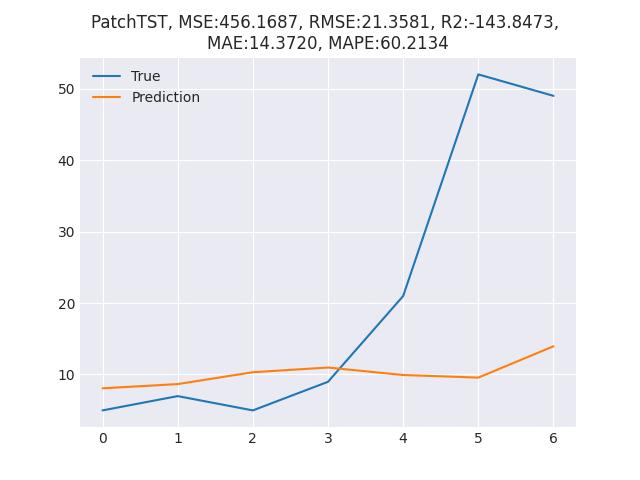 PatchTST, MSE:456.1687, RMSE:21.3581, R2:-143.8473,
MAE:14.3720, MAPE:60.2134
True
Prediction
50
40
30
20
10
0 1 2 3 4 5 6